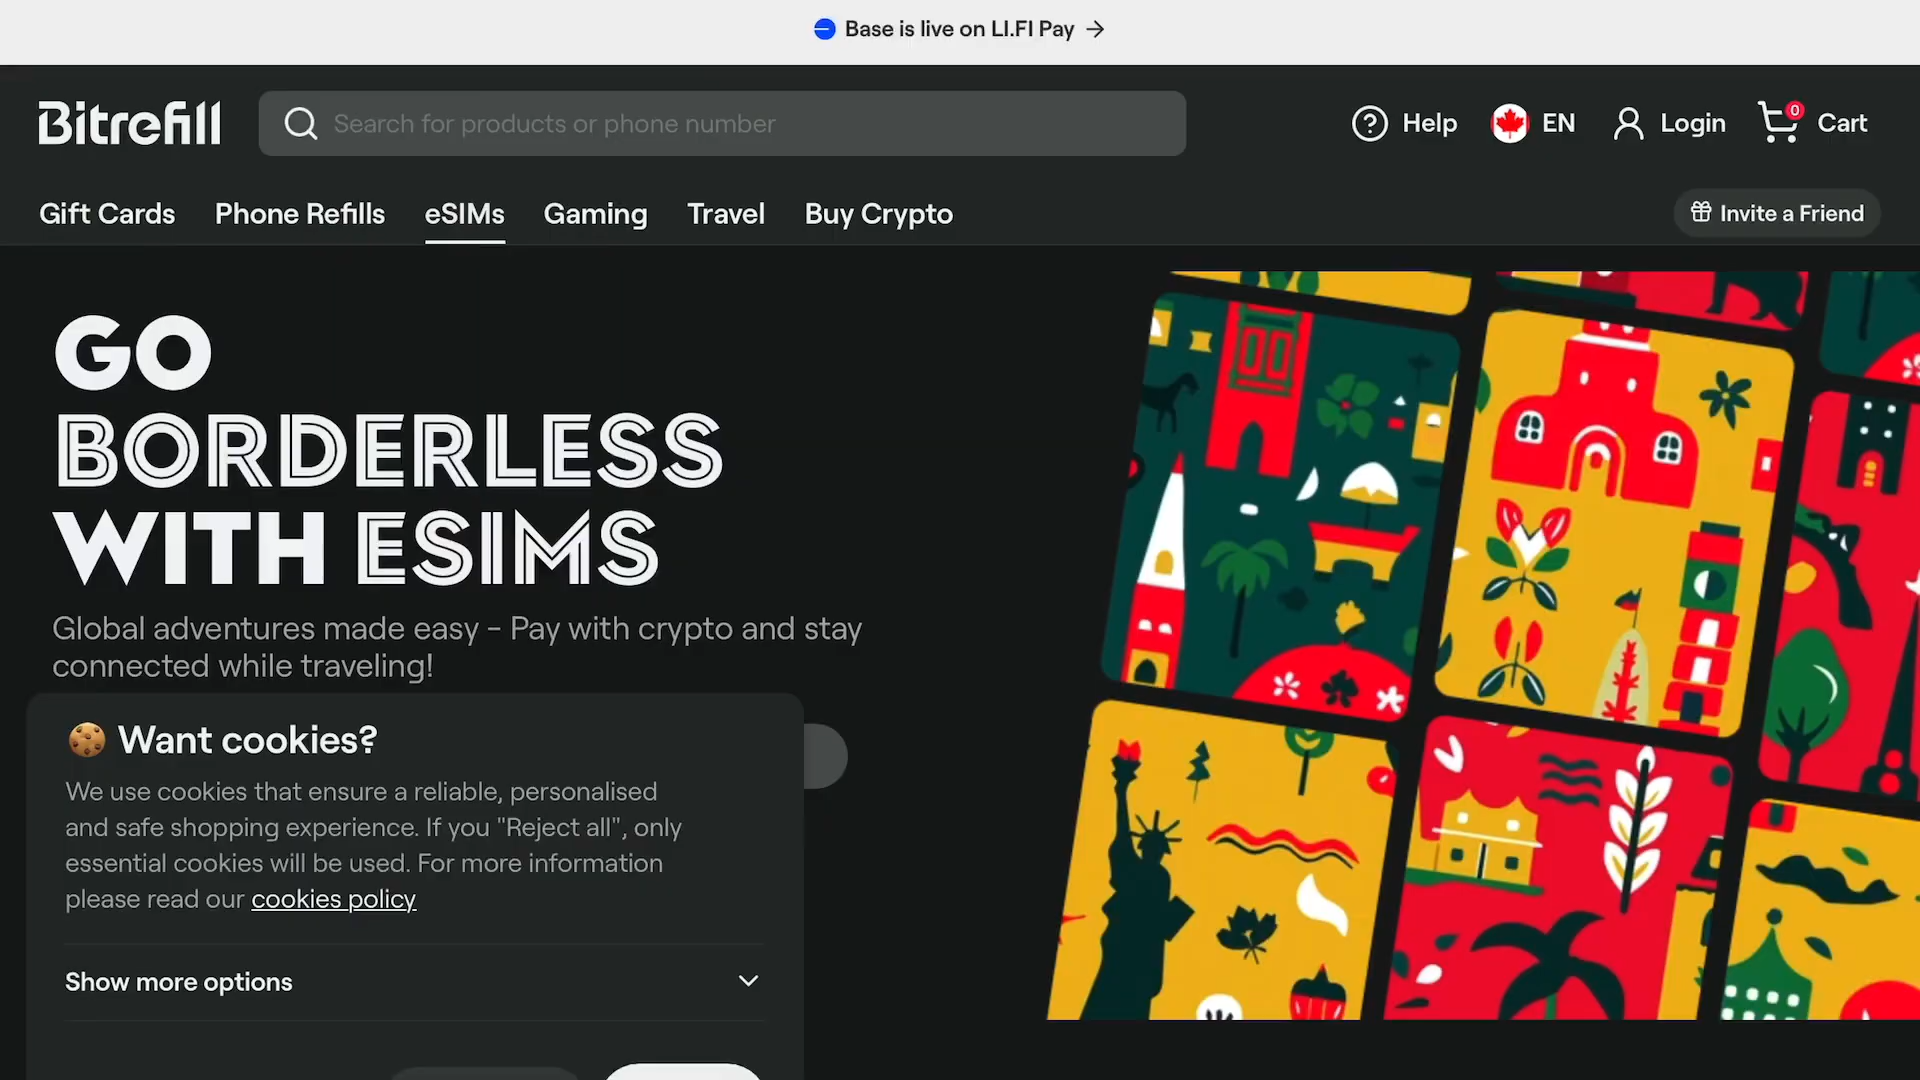 Base is live on LI.FI Pay →
Bitrefill
Search for products or phone number
Help
EN
Login
0
Cart
Gift Cards
Phone Refills
eSIMs
Gaming
Travel
Buy Crypto
Invite a Friend
GO
BORDERLESS
WITH ESIMS
Global adventures made easy - Pay with crypto and stay
connected while traveling!
Want cookies?
We use cookies that ensure a reliable, personalised
and safe shopping experience. If you "Reject all", only
essential cookies will be used. For more information
please read our cookies policy
Show more options